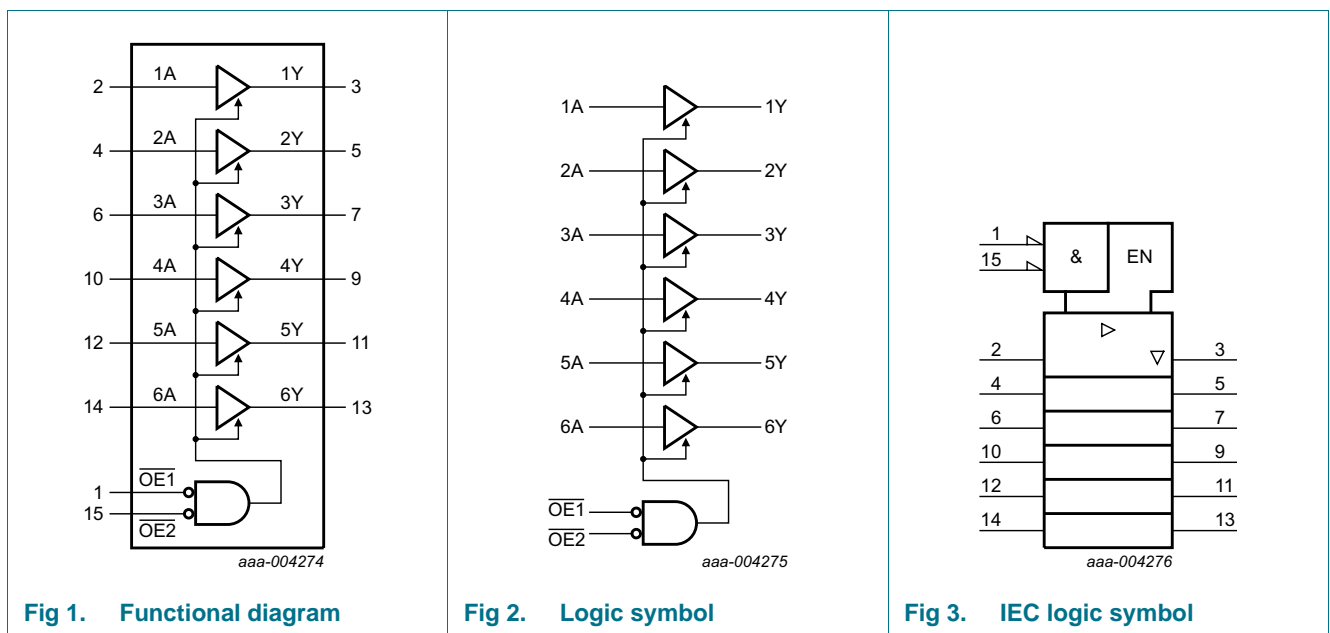 2 1A 1Y 3
4 2A 2Y 5
6 3A 3Y 7
10 4A 4Y 9
12 5A 5Y 11
14 6A 6Y 13
1 OE1
15 OE2
aaa-004274
Fig 1. Functional diagram
1A 1Y
2A 2Y
3A 3Y
4A 4Y
5A 5Y
6A 6Y
OE1
OE2
aaa-004275
Fig 2. Logic symbol
1
15
& EN
2 3
4 5
6 7
10 9
12 11
14 13
aaa-004276
Fig 3. IEC logic symbol